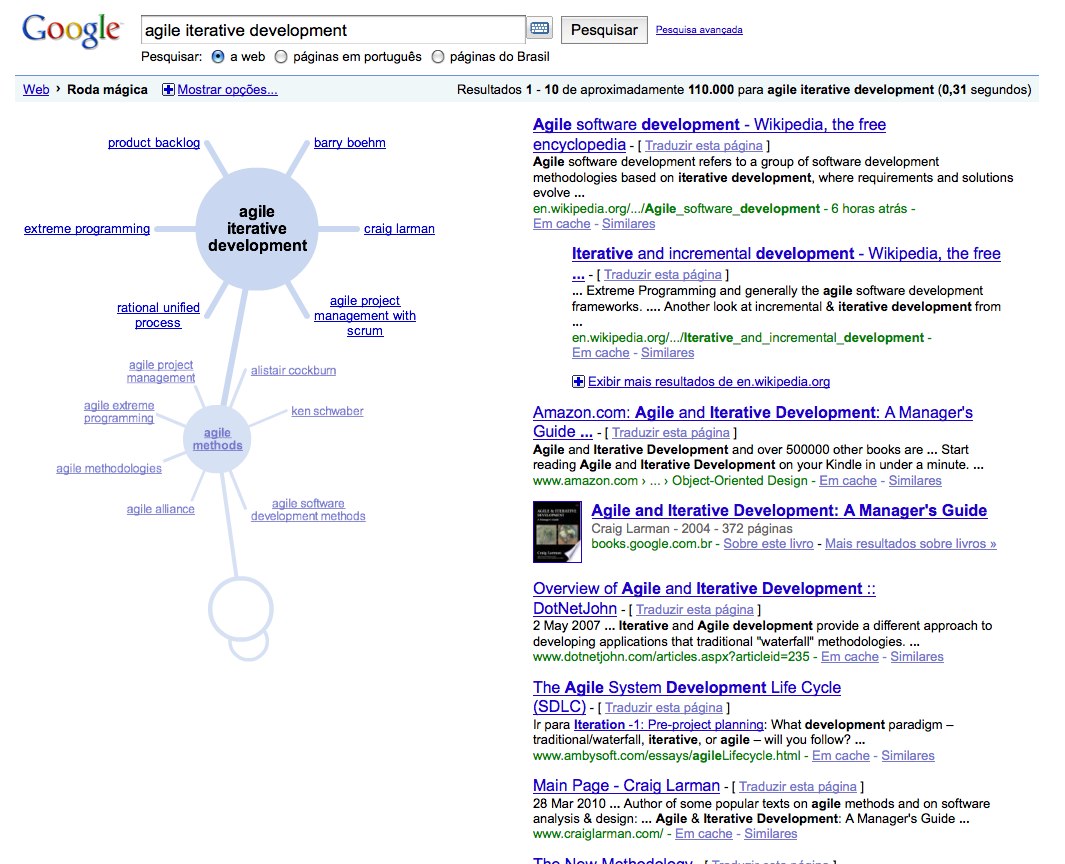 Google
agile iterative development
Pesquisar
Pesquisa avançada
Pesquisar: a web páginas em português páginas do Brasil
Web › Roda mágica Mostrar opções...
Resultados 1 - 10 de aproximadamente 110.000 para agile iterative development (0,31 segundos)
product backlog
barry boehm
agile
iterative
development
extreme programming
craig larman
rational unified
process
agile project
management with
scrum
agile project
management
alistair cockburn
agile extreme
programming
ken schwaber
agile
methods
agile methodologies
agile alliance
agile software
development methods
Agile software development - Wikipedia, the free
encyclopedia - [ Traduzir esta página ]
Agile software development refers to a group of software development
methodologies based on iterative development, where requirements and solutions
evolve ...
en.wikipedia.org/.../Agile_software_development - 6 horas atrás -
Em cache - Similares
Iterative and incremental development - Wikipedia, the free
... - [ Traduzir esta página ]
... Extreme Programming and generally the agile software development
frameworks. .... Another look at incremental & iterative development from
...
en.wikipedia.org/.../Iterative_and_incremental_development -
Em cache - Similares
Exibir mais resultados de en.wikipedia.org
Amazon.com: Agile and Iterative Development: A Manager's
Guide ... - [ Traduzir esta página ]
Agile and Iterative Development and over 500000 other books are ... Start
reading Agile and Iterative Development on your Kindle in under a minute. ...
www.amazon.com › ... › Object-Oriented Design - Em cache - Similares
Agile and Iterative Development: A Manager's Guide
Craig Larman - 2004 - 372 páginas
books.google.com.br - Sobre este livro - Mais resultados sobre livros »
Overview of Agile and Iterative Development ::
DotNetJohn - [ Traduzir esta página ]
2 May 2007 ... Iterative and Agile development provide a different approach to
developing applications that traditional "waterfall" methodologies. ...
www.dotnetjohn.com/articles.aspx?articleid=235 - Em cache - Similares
The Agile System Development Life Cycle
(SDLC) - [ Traduzir esta página ]
Ir para Iteration -1: Pre-project planning: What development paradigm –
traditional/waterfall, iterative, or agile – will you follow? ...
www.ambysoft.com/essays/agileLifecycle.html - Em cache - Similares
Main Page - Craig Larman - [ Traduzir esta página ]
28 Mar 2010 ... Author of some popular texts on agile methods and on software
analysis & design: ... Agile & Iterative Development: A Manager's Guide ...
www.craiglarman.com/ - Em cache - Similares
The New Methodology - [ Traduzir esta página ]